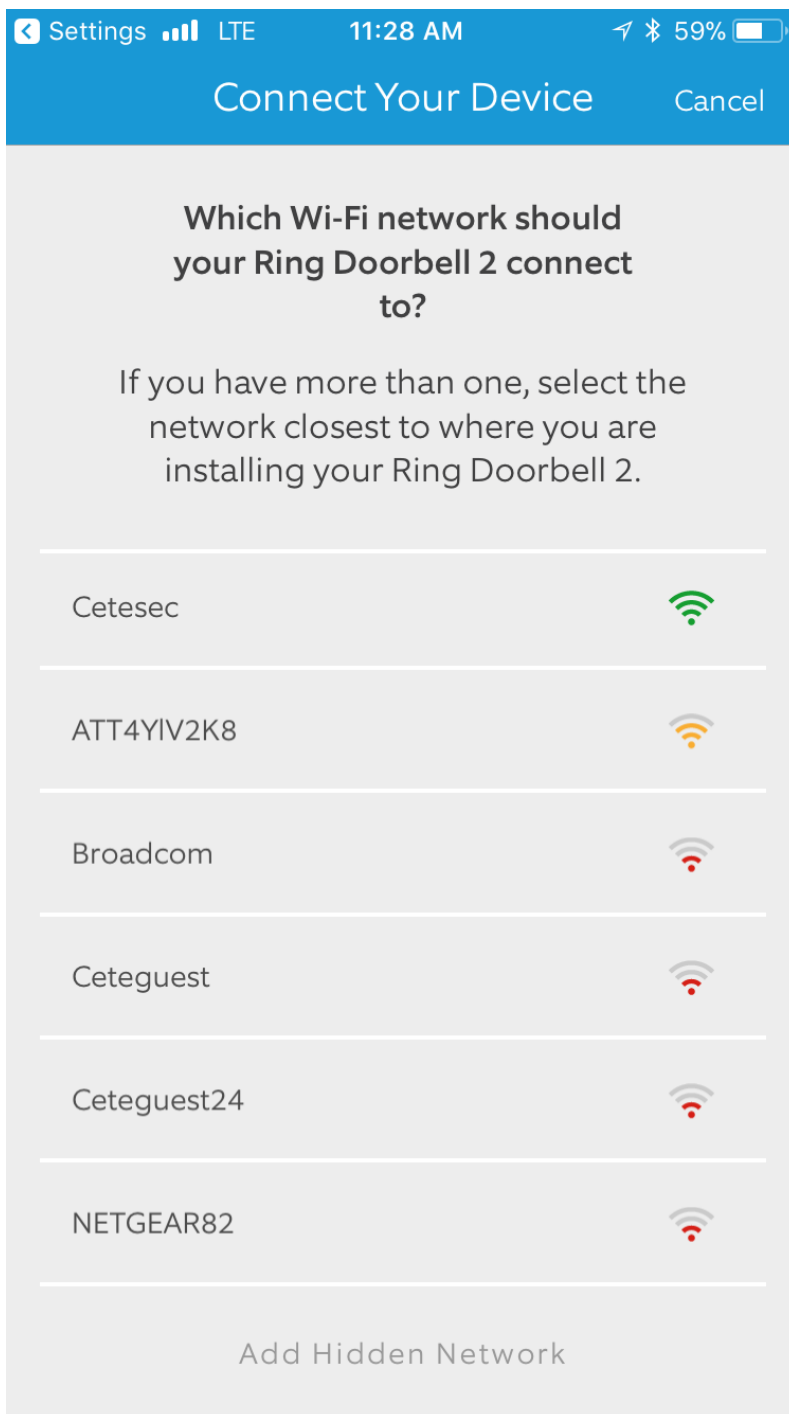 Settings LTE 11:28 AM 59%
Connect Your Device Cancel
Which Wi-Fi network should
your Ring Doorbell 2 connect
to?
If you have more than one, select the
network closest to where you are
installing your Ring Doorbell 2.
Cetesec
ATT4YlV2K8
Broadcom
Ceteguest
Ceteguest24
NETGEAR82
Add Hidden Network